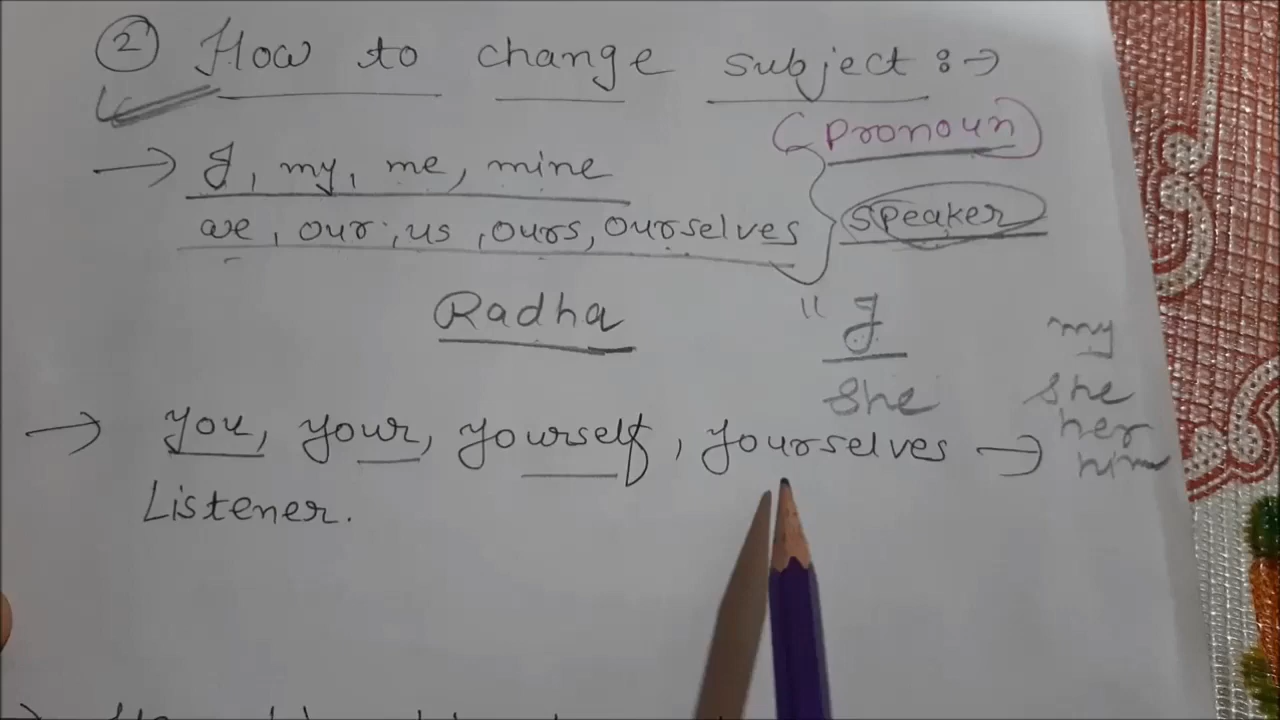 ② How to change subject :→
(Pronoun)
→ I, my, me, mine
we, our, us, ours, ourselves
speaker
Radha
" I my
she she
her
him
→ you, your, yourself, yourselves →
Listener.